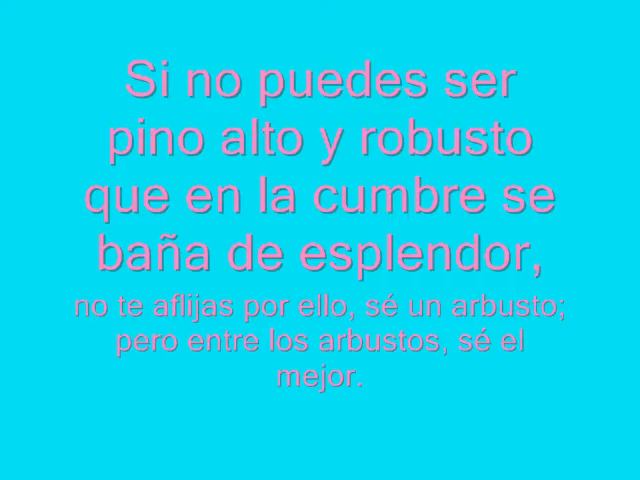 Si no puedes ser
pino alto y robusto
que en la cumbre se
baña de esplendor,
no te aflijas por ello, sé un arbusto;
pero entre los arbustos, sé el
mejor.